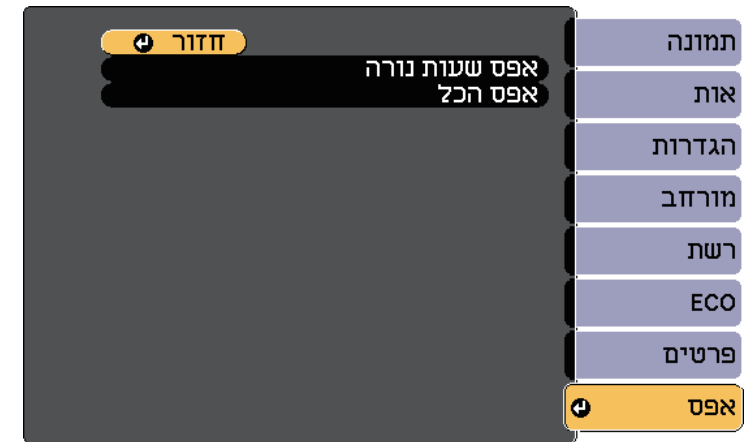 תמונה
אות
הגדרות
מורחב
רשת
ECO
פרטים
אפס
חזור
אפס שעות נורה
אפס הכל